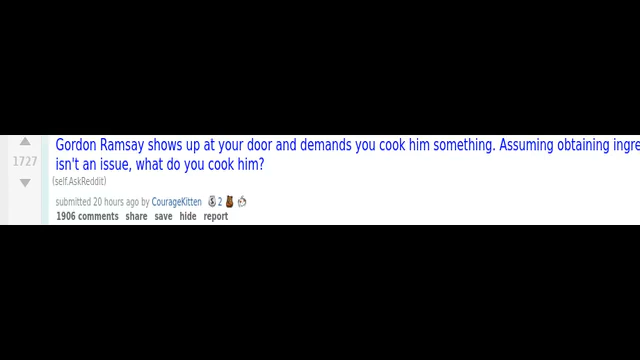 1727
Gordon Ramsay shows up at your door and demands you cook him something. Assuming obtaining
isn't an issue, what do you cook him?
(self.AskReddit)
submitted 20 hours ago by CourageKitten 2
1906 comments share save hide report